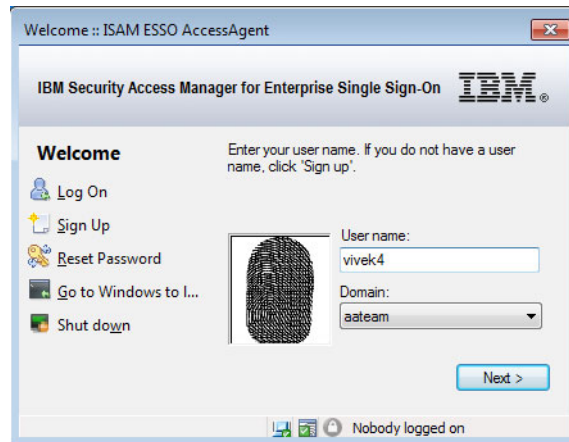 Welcome :: ISAM ESSO AccessAgent
IBM Security Access Manager for Enterprise Single Sign-On
IBM®
Welcome
Log On
Sign Up
Reset Password
Go to Windows to l...
Shut down
Enter your user name. If you do not have a user
name, click 'Sign up'.
User name:
vivek4
Domain:
aateam
Next >
Nobody logged on